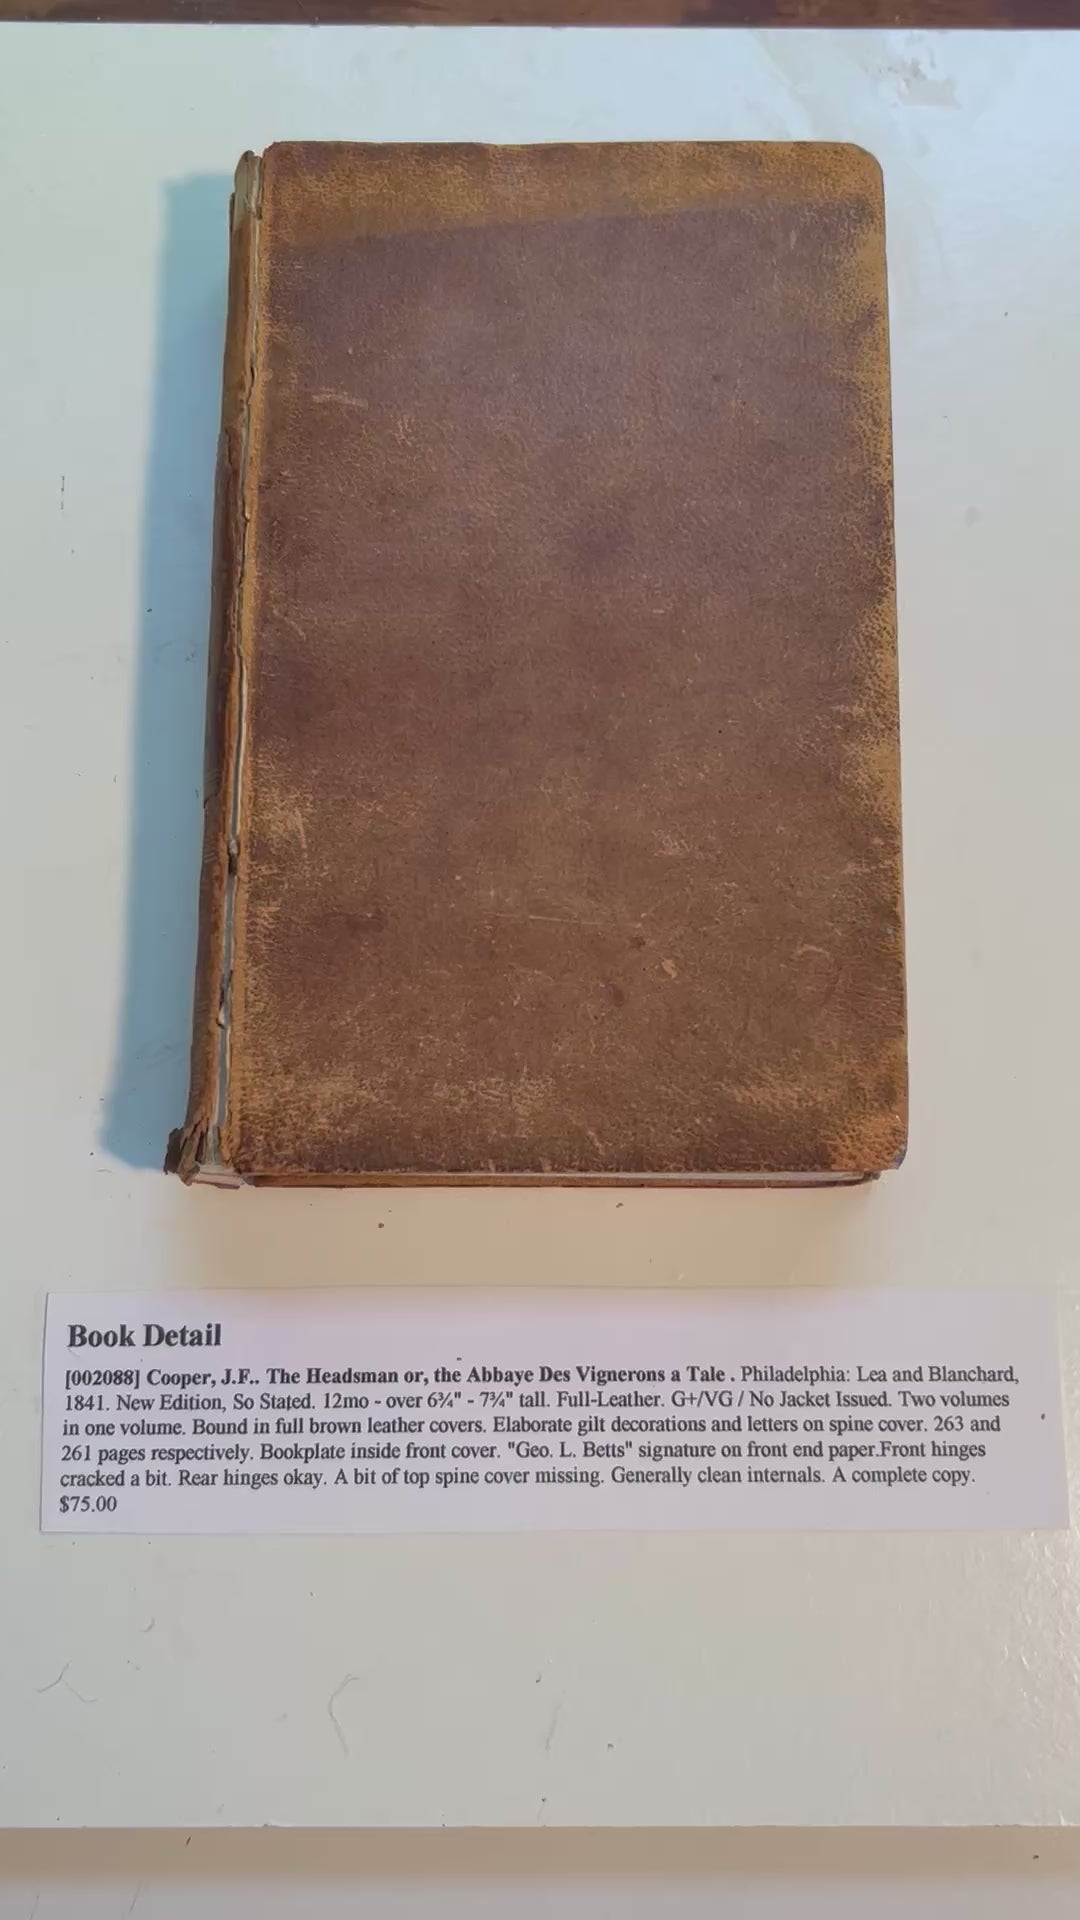 Book Detail
[002088] Cooper, J.F.. The Headsman or, the Abbaye Des Vignerons a Tale . Philadelphia: Lea and Blanchard,
1841. New Edition, So Stated. 12mo - over 6¾" - 7¾" tall. Full-Leather. G+/VG / No Jacket Issued. Two volumes
in one volume. Bound in full brown leather covers. Elaborate gilt decorations and letters on spine cover. 263 and
261 pages respectively. Bookplate inside front cover. "Geo. L. Betts" signature on front end paper.Front hinges
cracked a bit. Rear hinges okay. A bit of top spine cover missing. Generally clean internals. A complete copy.
$75.00